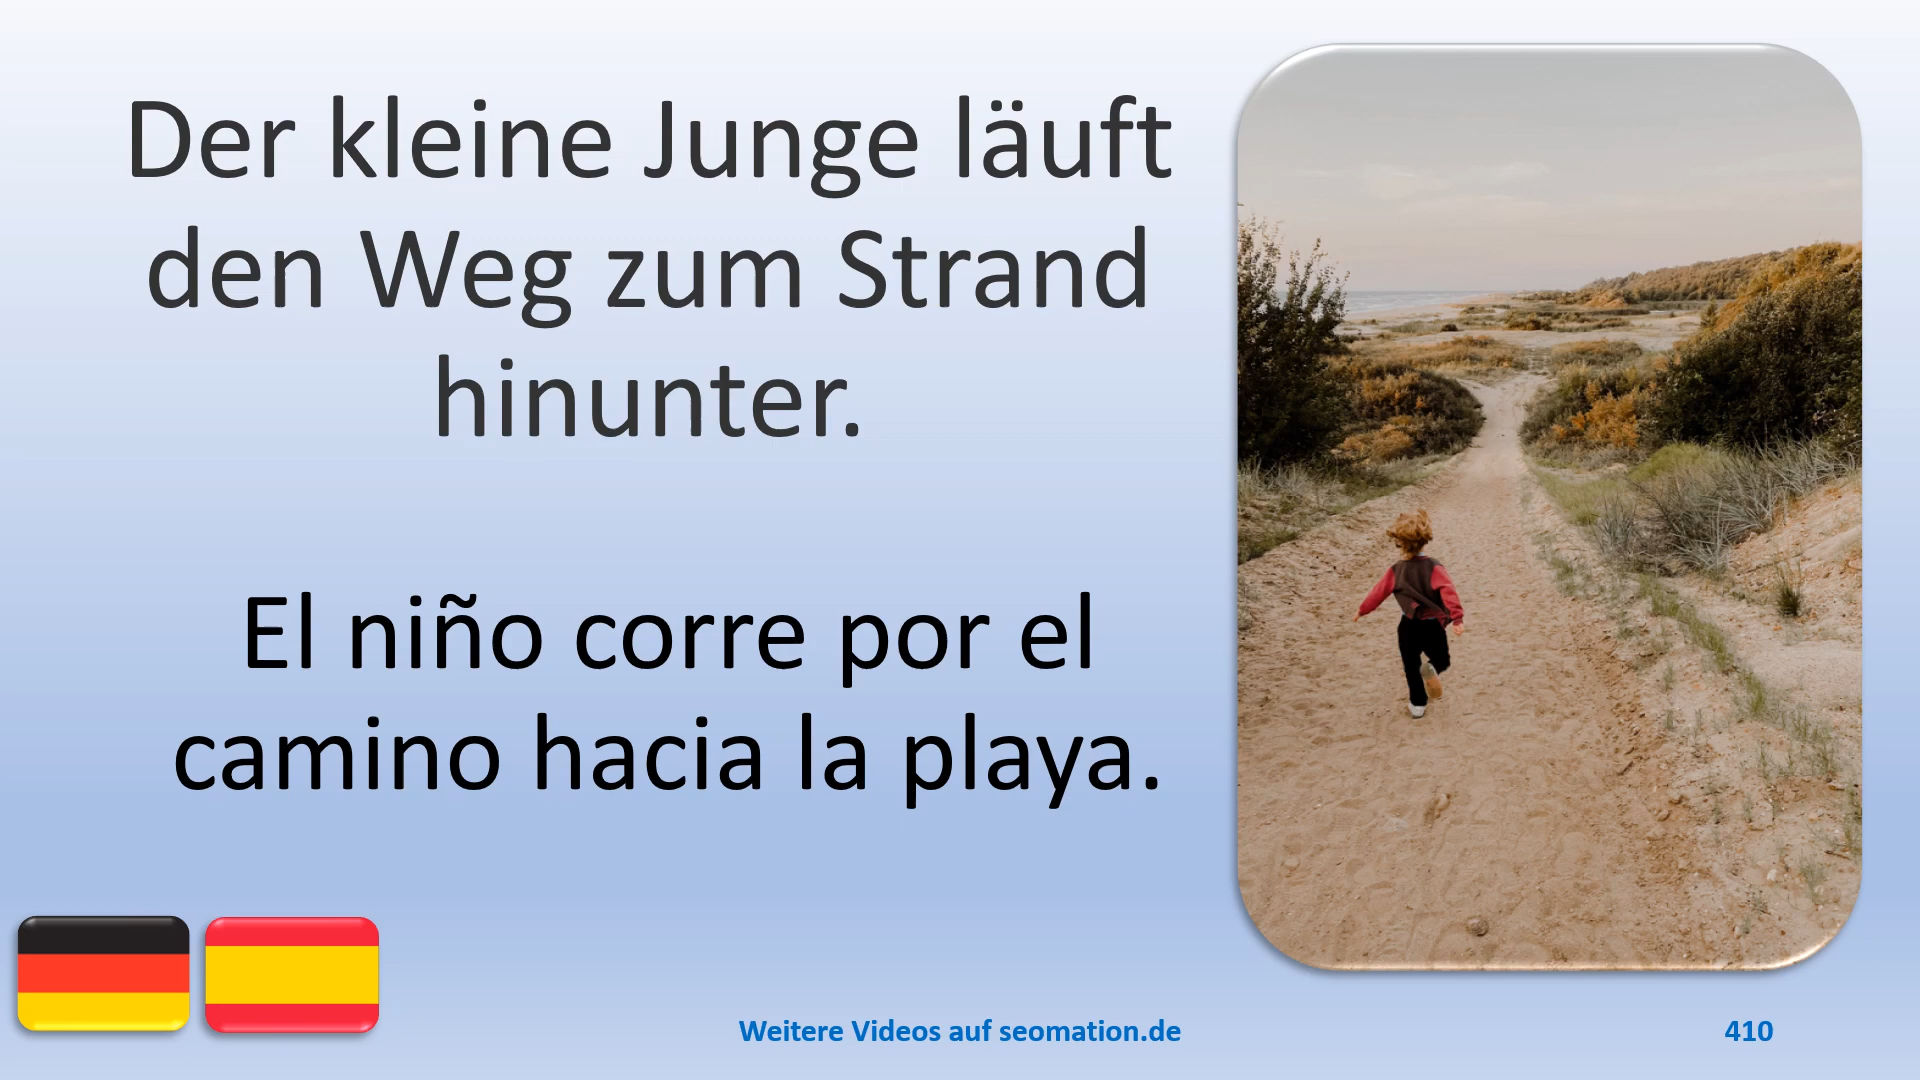 Der kleine Junge läuft
den Weg zum Strand
hinunter.
El niño corre por el
camino hacia la playa.
Weitere Videos auf seomation.de
410